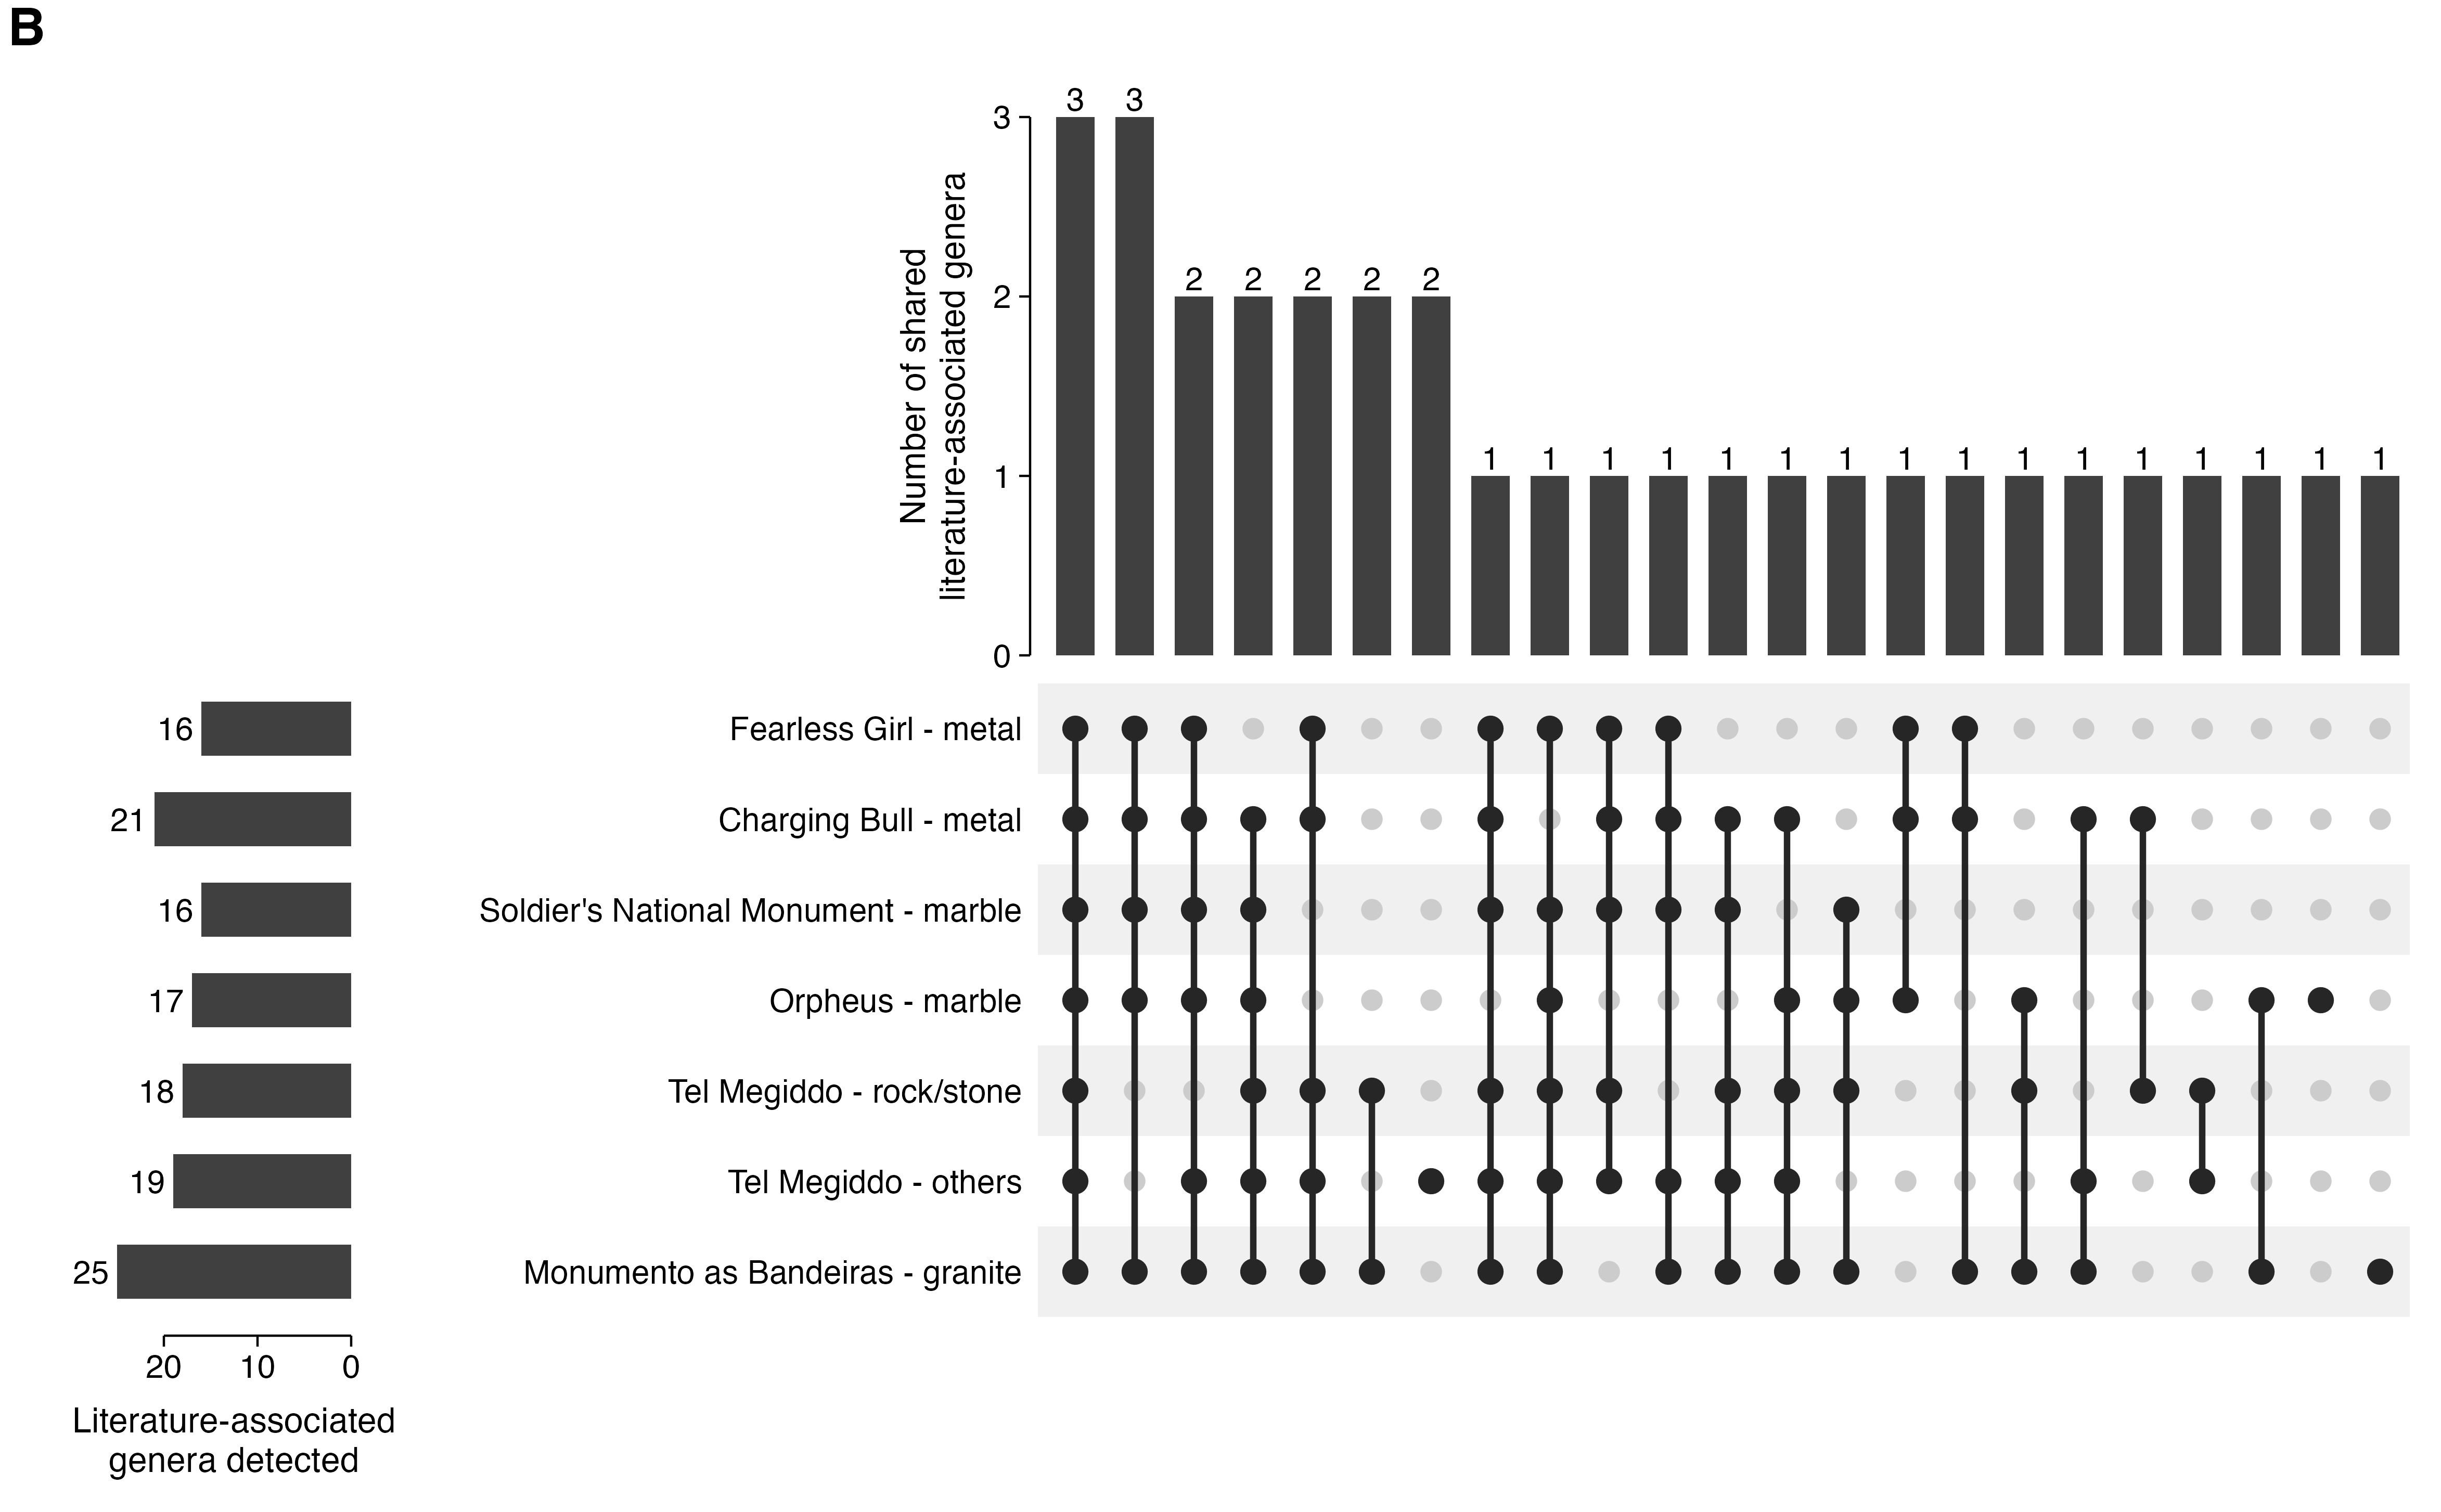 B
3 3
2 2 2 2 2
1 1 1 1 1 1 1 1 1 1 1 1 1 1 1 1
3
2
1
0
Number of shared
literature-associated genera
16
Fearless Girl - metal
21
Charging Bull - metal
16
Soldier's National Monument - marble
17
Orpheus - marble
18
Tel Megiddo - rock/stone
19
Tel Megiddo - others
25
Monumento as Bandeiras - granite
20 10 0
Literature-associated
genera detected